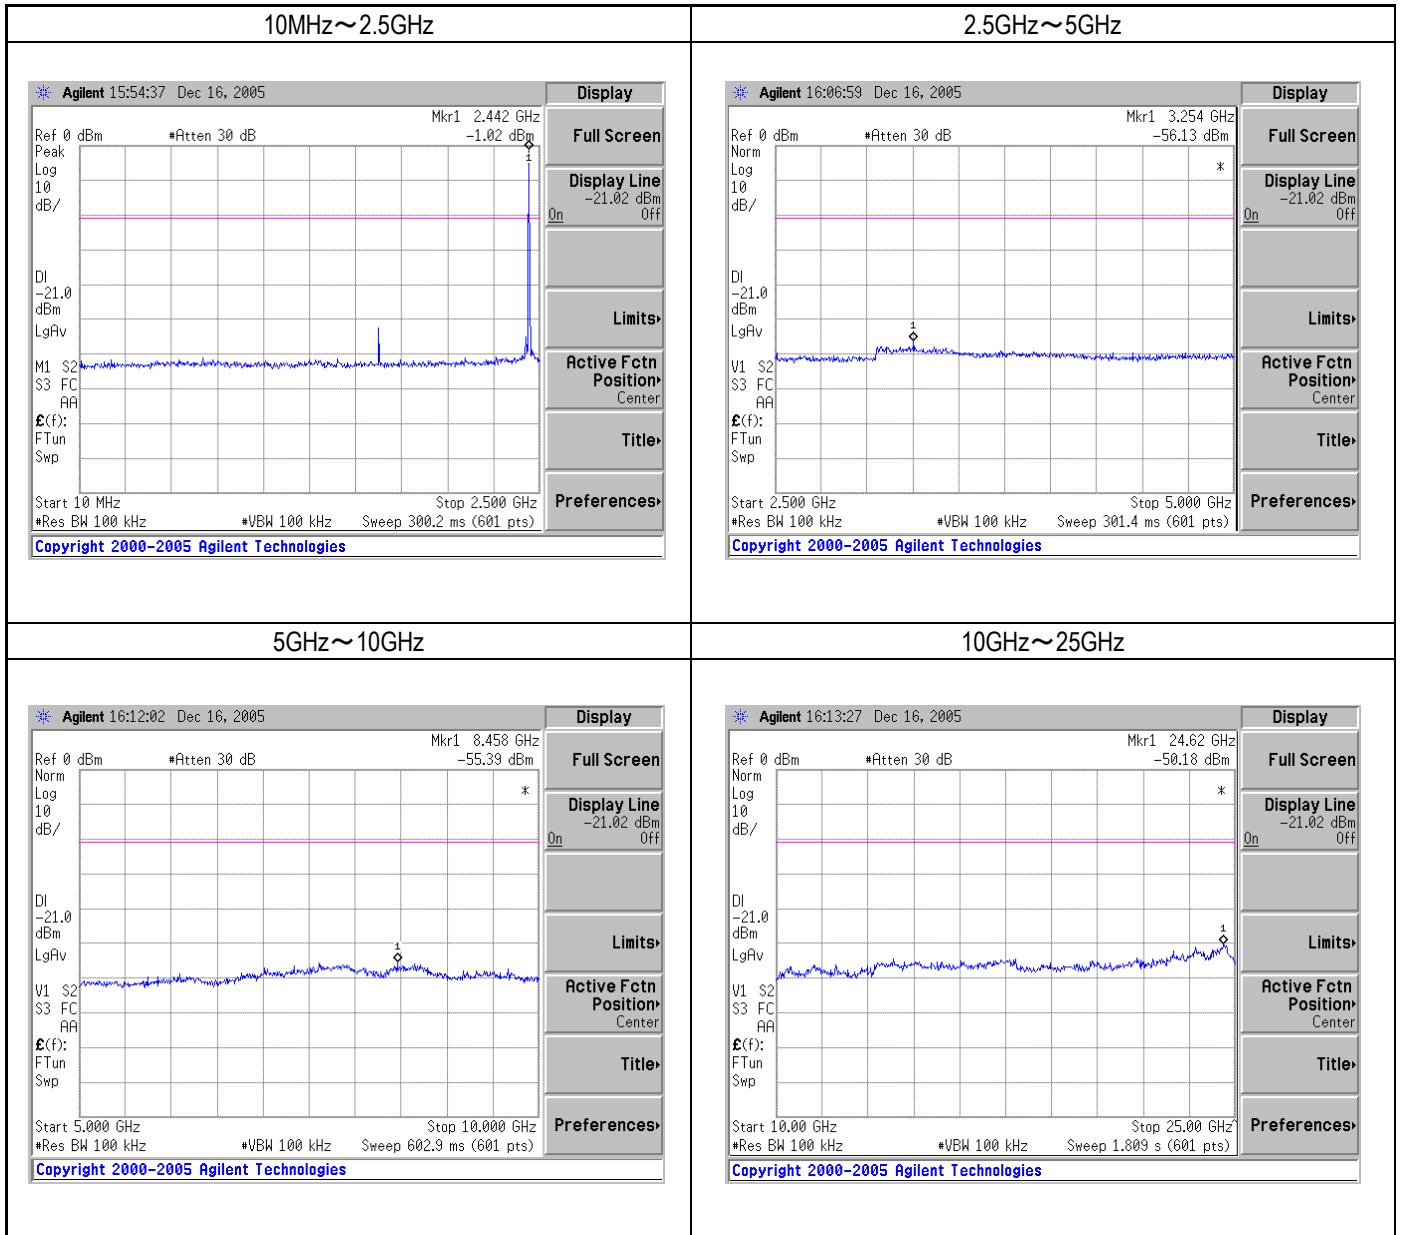 10MHz～2.5GHz
2.5GHz～5GHz
Agilent 15:54:37 Dec 16, 2005
Display
Mkr1 2.442 GHz
Ref 0 dBm #Atten 30 dB -1.02 dBm
Peak
Log
10
dB/
1
DI
-21.0
dBm
LgAv
M1 S2
S3 FC
AA
£(f):
FTun
Swp
Start 10 MHz Stop 2.500 GHz
#Res BW 100 kHz #VBW 100 kHz Sweep 300.2 ms (601 pts)
Copyright 2000-2005 Agilent Technologies
Full Screen
Display Line
-21.02 dBm
On Off
Limits
Active Fctn
Position
Center
Title
Preferences
Agilent 16:06:59 Dec 16, 2005
Display
Mkr1 3.254 GHz
Ref 0 dBm #Atten 30 dB -56.13 dBm
Norm
Log
10
dB/
*
1
DI
-21.0
dBm
LgAv
V1 S2
S3 FC
AA
£(f):
FTun
Swp
Start 2.500 GHz Stop 5.000 GHz
#Res BW 100 kHz #VBW 100 kHz Sweep 301.4 ms (601 pts)
Copyright 2000-2005 Agilent Technologies
Full Screen
Display Line
-21.02 dBm
On Off
Limits
Active Fctn
Position
Center
Title
Preferences
5GHz～10GHz
10GHz～25GHz
Agilent 16:12:02 Dec 16, 2005
Display
Mkr1 8.458 GHz
Ref 0 dBm #Atten 30 dB -55.39 dBm
Norm
Log
10
dB/
*
1
DI
-21.0
dBm
LgAv
V1 S2
S3 FC
AA
£(f):
FTun
Swp
Start 5.000 GHz Stop 10.000 GHz
#Res BW 100 kHz #VBW 100 kHz Sweep 602.9 ms (601 pts)
Copyright 2000-2005 Agilent Technologies
Full Screen
Display Line
-21.02 dBm
On Off
Limits
Active Fctn
Position
Center
Title
Preferences
Agilent 16:13:27 Dec 16, 2005
Display
Mkr1 24.62 GHz
Ref 0 dBm #Atten 30 dB -50.18 dBm
Norm
Log
10
dB/
*
1
DI
-21.0
dBm
LgAv
V1 S2
S3 FC
AA
£(f):
FTun
Swp
Start 10.00 GHz Stop 25.00 GHz^
#Res BW 100 kHz #VBW 100 kHz Sweep 1.809 s (601 pts)
Copyright 2000-2005 Agilent Technologies
Full Screen
Display Line
-21.02 dBm
On Off
Limits
Active Fctn
Position
Center
Title
Preferences